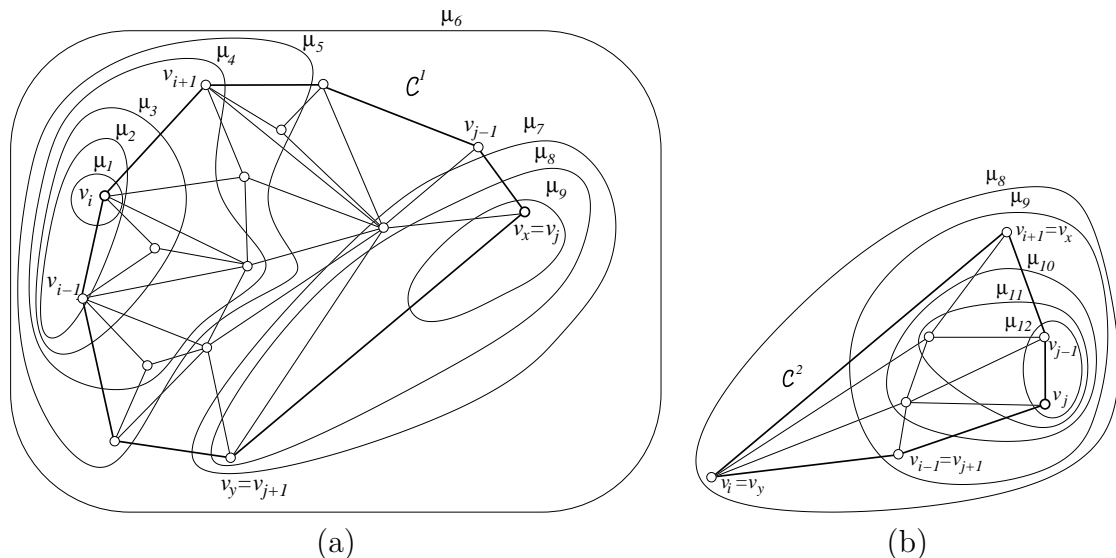 μ6
μ5
μ4
v_{i+1}
C^1
μ3
v_{j−1}
μ7
μ2
μ8
μ1
μ9
v_i
v_x=v_j
v_{i−1}
v_y=v_{j+1}
(a)
μ8
μ9
v_{i+1}=v_x
μ10
μ11
μ12
v_{j−1}
C^2
v_j
v_{i−1}=v_{j+1}
v_i=v_y
(b)